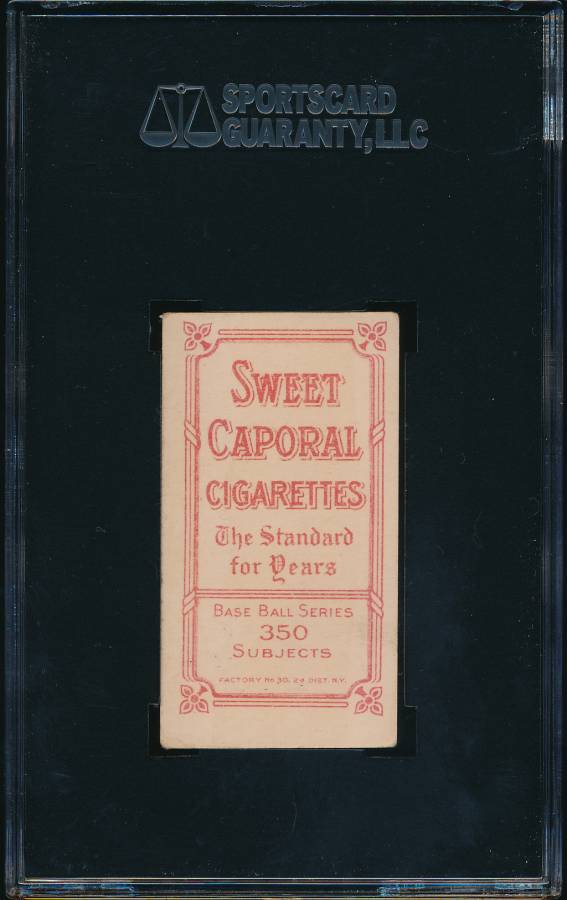 SPORTSCARD
GUARANTY, LLC
SWEET
CAPORAL
CIGARETTES
The Standard
for Years
BASE BALL SERIES
350
SUBJECTS
FACTORY No 30, 2d DIST. N.Y.